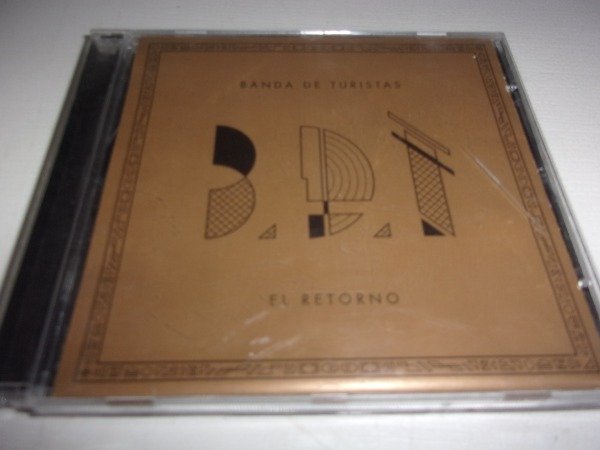 BANDA DE TURISTAS
B.D.T
EL RETORNO